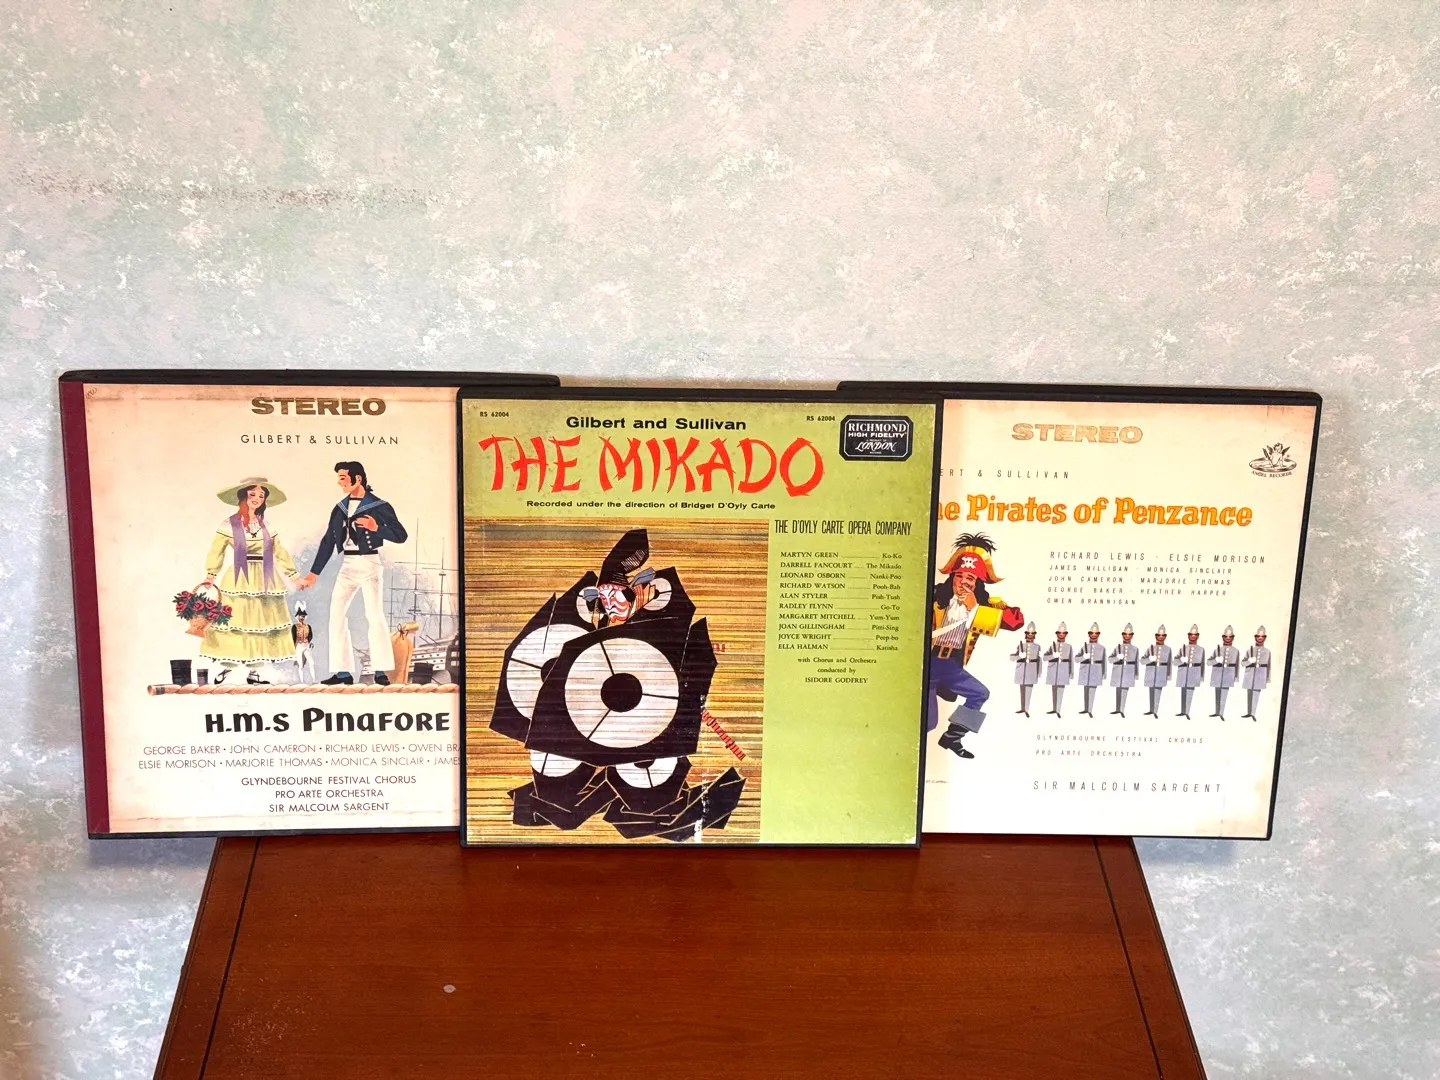 STEREO
GILBERT & SULLIVAN
H.M.S PINAFORE
GEORGE BAKER • JOHN CAMERON • RICHARD LEWIS • OWEN
ELSIE MORISON • MARJORIE THOMAS • MONICA SINCLAIR • JAMES
GLYNDEBOURNE FESTIVAL CHORUS
PRO ARTE ORCHESTRA
SIR MALCOLM SARGENT
RS 62004
RS 62004
Gilbert and Sullivan
THE MIKADO
RICHMOND
HIGH FIDELITY
LONDON
Recorded under the direction of Bridget D'Oyly Carte
THE D'OYLY CARTE OPERA COMPANY
MARTYN GREEN Ko-Ko
DARRELL FANCOURT The Mikado
LEONARD OSBORN Nanki-Poo
RICHARD WATSON Pooh-Bah
ALAN STYLER Pish-Tush
RADLEY FLYNN Go-To
MARGARET MITCHELL Yum-Yum
JOAN GILLINGHAM Pitti-Sing
JOYCE WRIGHT Peep-bo
ELLA HALMAN Katisha
with Chorus and Orchestra
conducted by
ISIDORE GODFREY
STEREO
ANGEL RECORDS
& SULLIVAN
Pirates of Penzance
RICHARD LEWIS · ELSIE MORISON
JAMES MILLIGAN · MONICA SINCLAIR
JOHN CAMERON · MARJORIE THOMAS
GEORGE BAKER · HEATHER HARPER
OWEN BRANNIGAN
GLYNDEBOURNE FESTIVAL CHORUS
PRO ARTE ORCHESTRA
SIR MALCOLM SARGENT